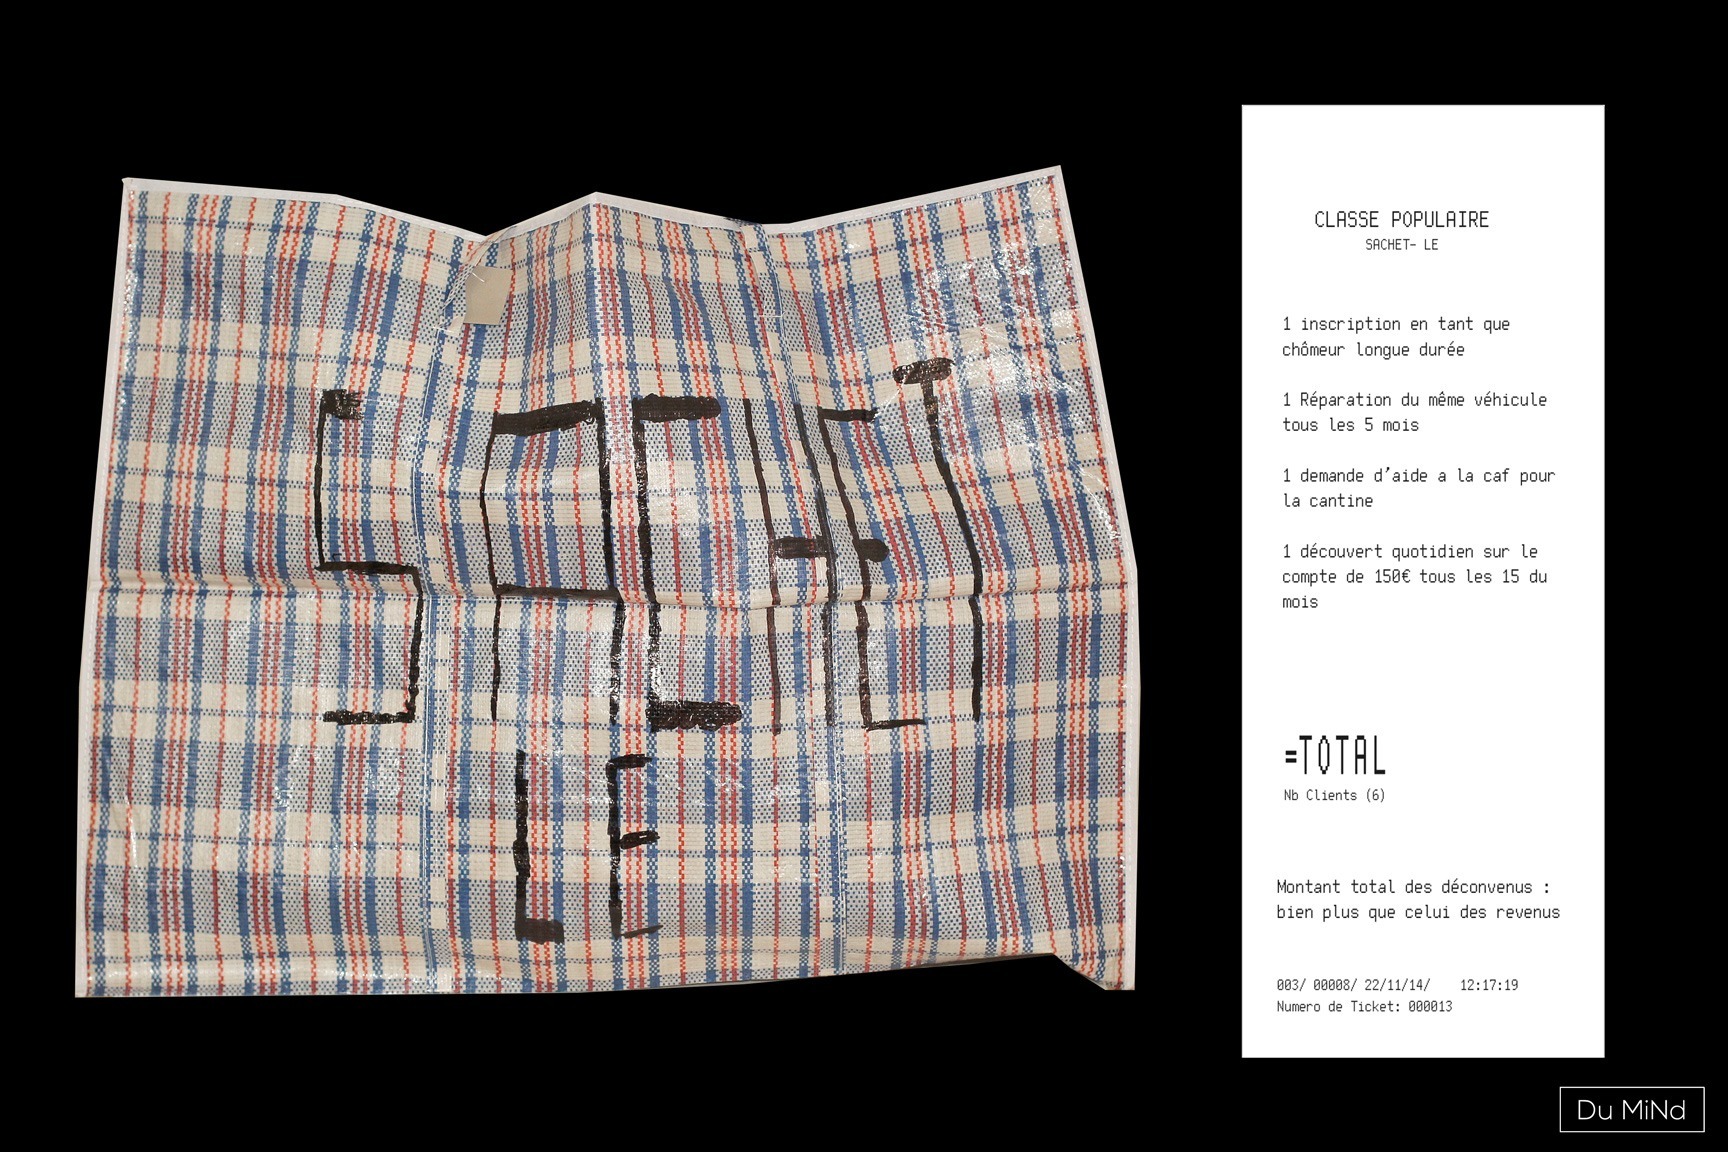 SACHET
LE
CLASSE POPULAIRE
SACHET- LE
1 inscription en tant que
chômeur longue durée
1 Réparation du même véhicule
tous les 5 mois
1 demande d’aide a la caf pour
la cantine
1 découvert quotidien sur le
compte de 150€ tous les 15 du
mois
=TOTAL
Nb Clients (6)
Montant total des déconvenus :
bien plus que celui des revenus
003/ 00008/ 22/11/14/ 12:17:19
Numero de Ticket: 000013
Du MiNd